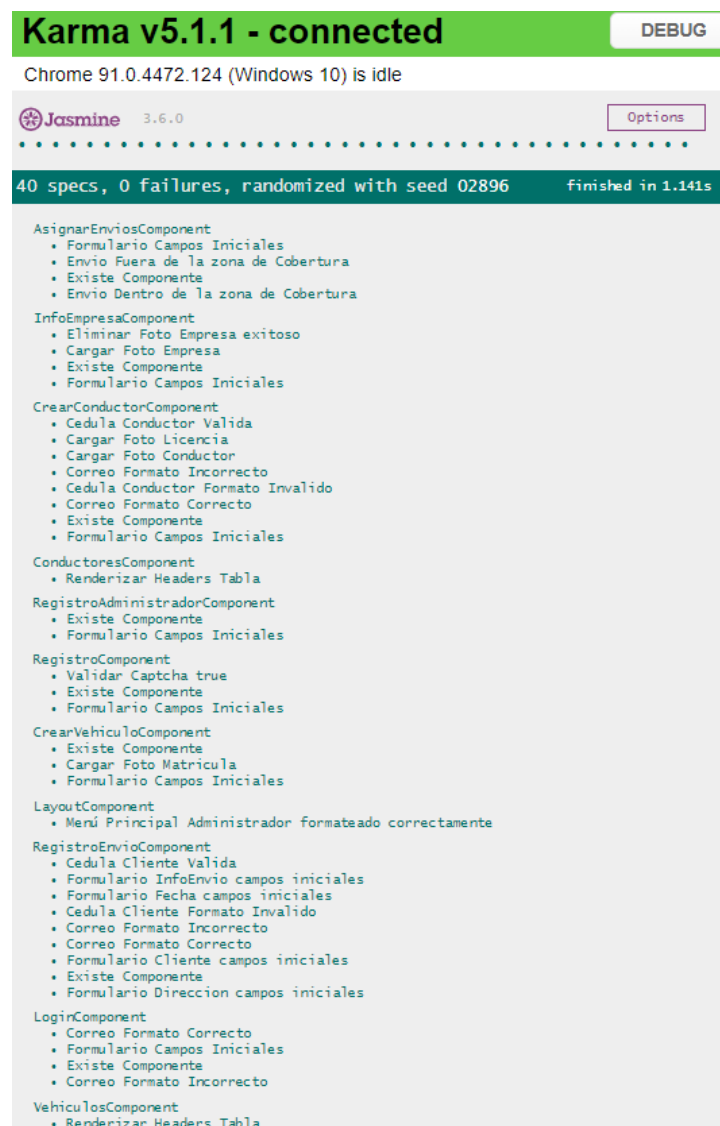 Karma v5.1.1 - connected
DEBUG
Chrome 91.0.4472.124 (Windows 10) is idle
Jasmine 3.6.0
Options
40 specs, 0 failures, randomized with seed 02896
finished in 1.141s
AsignarEnviosComponent
• Formulario Campos Iniciales
• Envio Fuera de la zona de Cobertura
• Existe Componente
• Envio Dentro de la zona de Cobertura
InfoEmpresaComponent
• Eliminar Foto Empresa exitoso
• Cargar Foto Empresa
• Existe Componente
• Formulario Campos Iniciales
CrearConductorComponent
• Cedula Conductor Valida
• Cargar Foto Licencia
• Cargar Foto Conductor
• Correo Formato Incorrecto
• Cedula Conductor Formato Invalido
• Correo Formato Correcto
• Existe Componente
• Formulario Campos Iniciales
ConductoresComponent
• Renderizar Headers Tabla
RegistroAdministradorComponent
• Existe Componente
• Formulario Campos Iniciales
RegistroComponent
• Validar Captcha true
• Existe Componente
• Formulario Campos Iniciales
CrearVehiculoComponent
• Existe Componente
• Cargar Foto Matricula
• Formulario Campos Iniciales
LayoutComponent
• Menú Principal Administrador formateado correctamente
RegistroEnvioComponent
• Cedula Cliente Valida
• Formulario InfoEnvio campos iniciales
• Formulario Fecha campos iniciales
• Cedula Cliente Formato Invalido
• Correo Formato Incorrecto
• Correo Formato Correcto
• Formulario Cliente campos iniciales
• Existe Componente
• Formulario Direccion campos iniciales
LoginComponent
• Correo Formato Correcto
• Formulario Campos Iniciales
• Existe Componente
• Correo Formato Incorrecto
VehiculosComponent
• Renderizar Headers Tabla